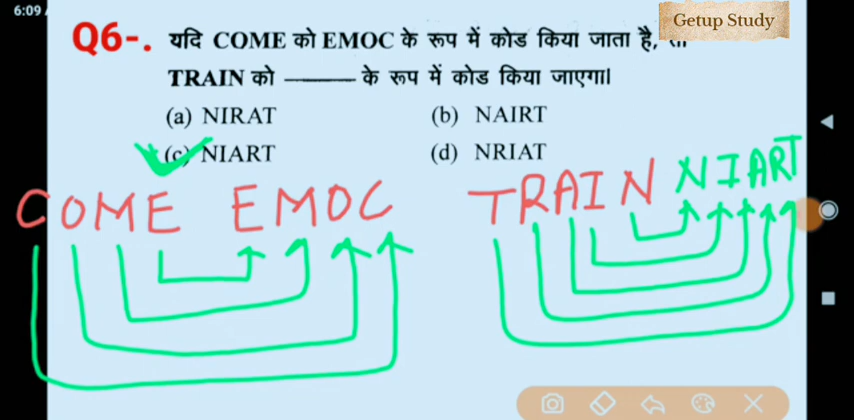 6:09
Getup Study
Q6-. यदि COME को EMOC के रूप में कोड किया जाता है,
TRAIN को ——— के रूप में कोड किया जाएगा।
(a) NIRAT (b) NAIRT
(c) NIART (d) NRIAT
COME EMOC TRAIN NIART